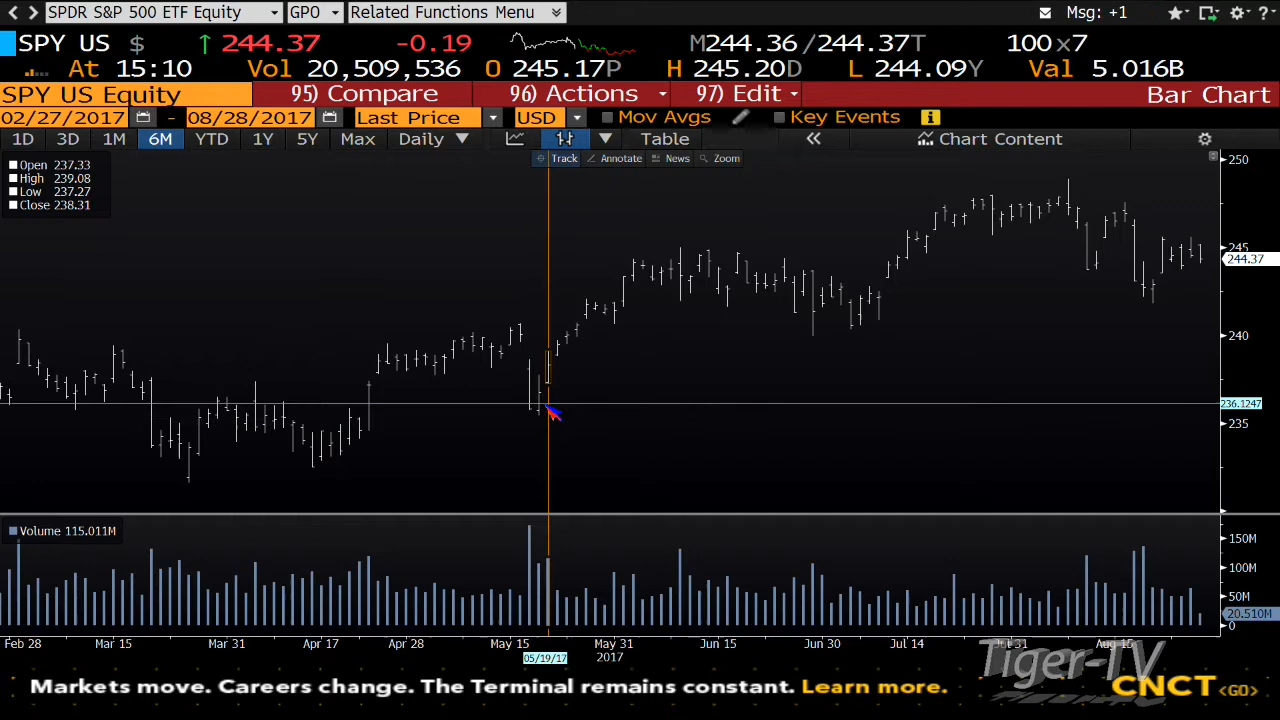 SPDR S&P 500 ETF Equity GPO Related Functions Menu Msg: +1 ?
SPY US $ ↑ 244.37 -0.19 M244.36/244.37T 100x7
At 15:10 Vol 20,509,536 O 245.17P H 245.20D L 244.09Y Val 5.016B
SPY US Equity 95) Compare 96) Actions 97) Edit Bar Chart
02/27/2017 - 08/28/2017 Last Price USD Mov Avgs Key Events i
1D 3D 1M 6M YTD 1Y 5Y Max Daily Table Chart Content
Track Annotate News Zoom
Open 237.33
High 239.08
Low 237.27
Close 238.31
250
245
244.37
240
236.1247
235
Volume 115.011M
150M
100M
50M
20.510M
0
Feb 28 Mar 15 Mar 31 Apr 17 Apr 28 May 15 May 31 Jun 15 Jun 30 Jul 14 Jul 31 Aug 15
05/19/17 2017
Tiger-TV
Markets move. Careers change. The Terminal remains constant. Learn more. CNCT <GO>